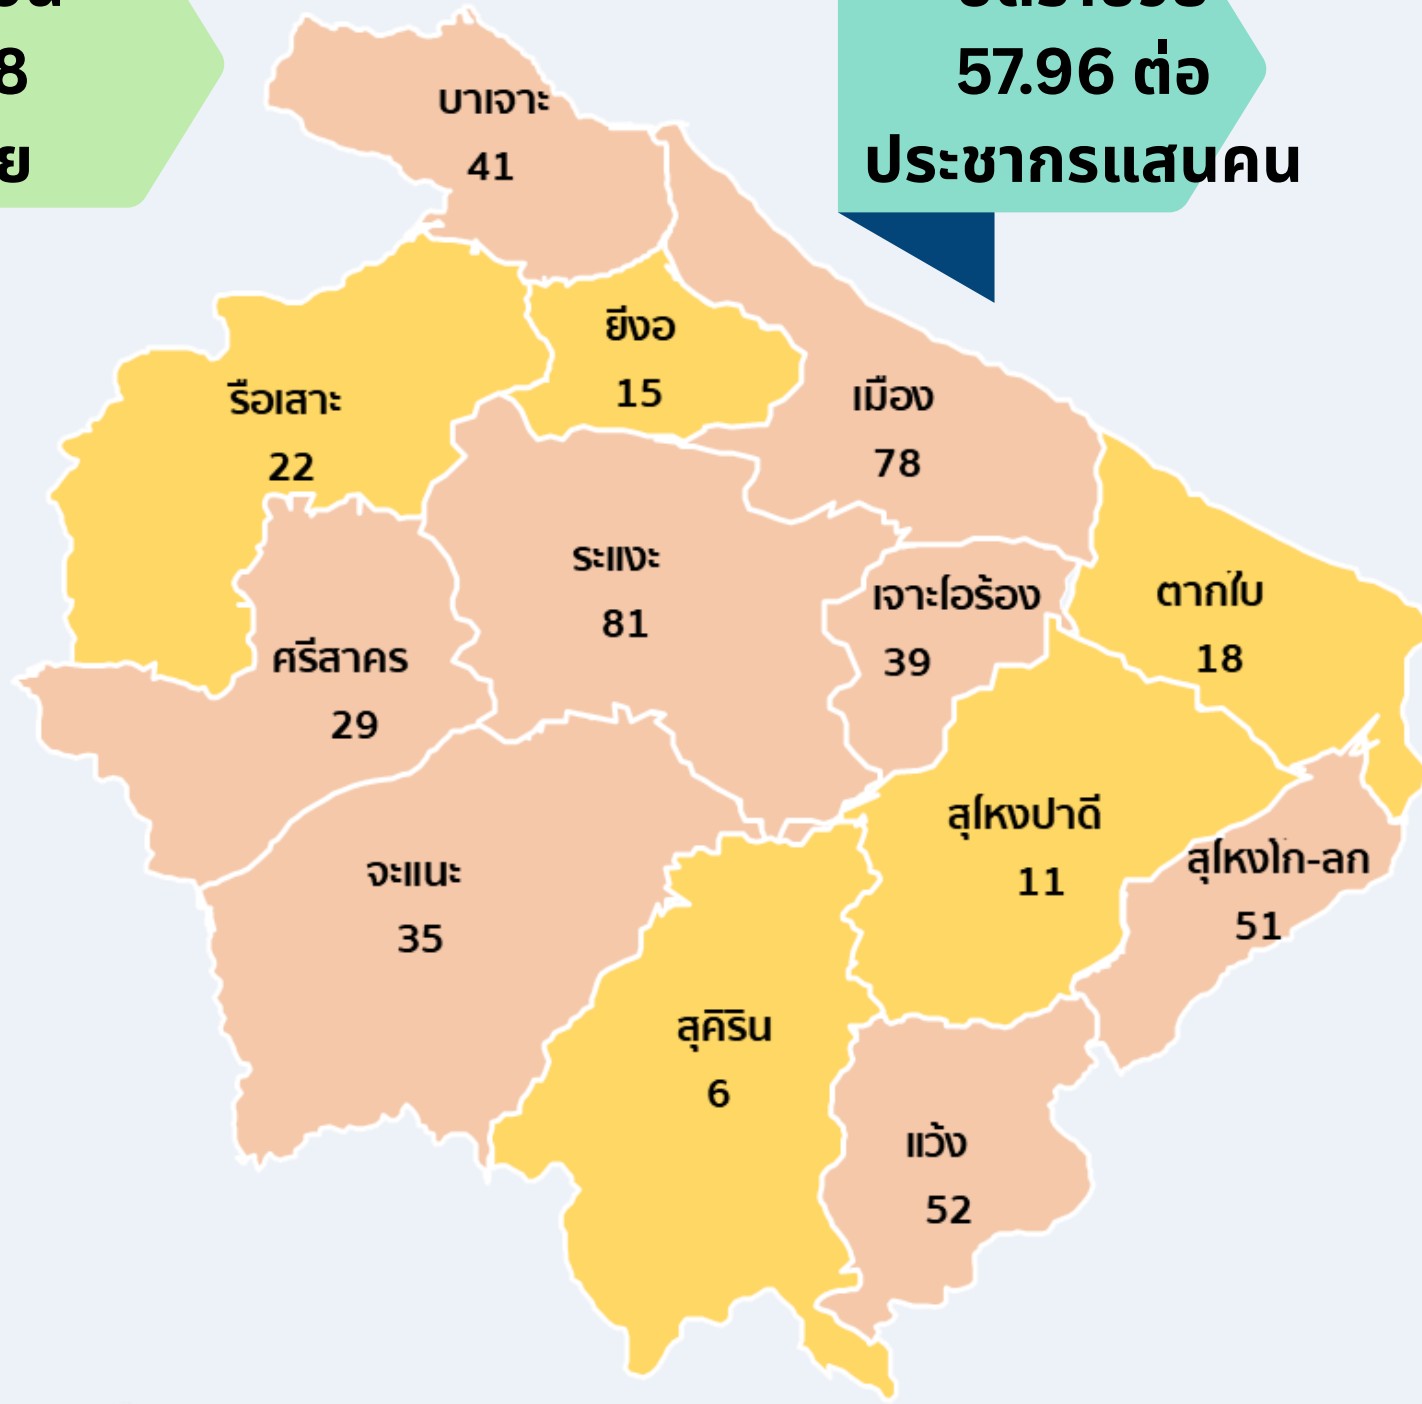 8
ย
57.96 ต่อ
ประชากรแสนคน
บาเจาะ
41
ยี่งอ
15
รือเสาะ
22
เมือง
78
ระแงะ
81
เจาะไอร้อง
39
ตากใบ
18
ศรีสาคร
29
สุไหงปาดี
11
สุไหงโก-ลก
51
จะแนะ
35
สุคิริน
6
แว้ง
52